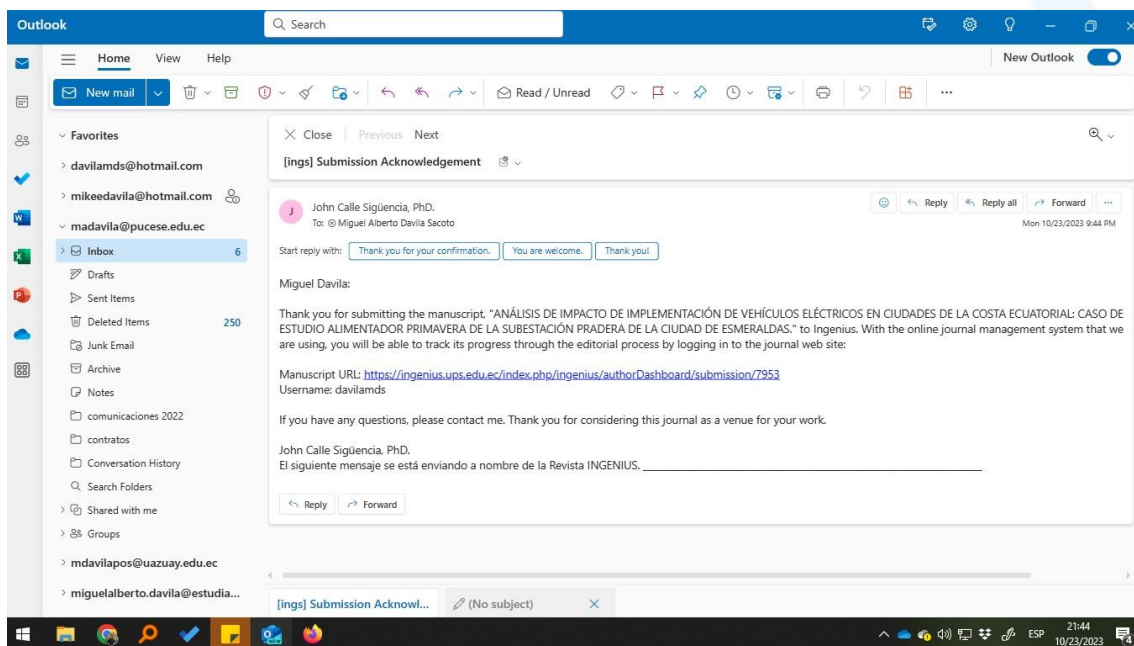 Outlook
Search
Home View Help
New Outlook
New mail
Read / Unread
Favorites
davilamds@hotmail.com
mikeedavila@hotmail.com
madavila@pucese.edu.ec
Inbox 6
Drafts
Sent Items
Deleted Items 250
Junk Email
Archive
Notes
comunicaciones 2022
contratos
Conversation History
Search Folders
Shared with me
Groups
mdavilapos@uazuay.edu.ec
miguelalberto.davila@estudia...
Close Previous Next
[ings] Submission Acknowledgement
J
John Calle Sigüencia, PhD.
To: Miguel Alberto Davila Sacoto
Reply Reply all Forward
Mon 10/23/2023 9:44 PM
Start reply with: Thank you for your confirmation. You are welcome. Thank you!
Miguel Davila:
Thank you for submitting the manuscript, "ANÁLISIS DE IMPACTO DE IMPLEMENTACIÓN DE VEHÍCULOS ELÉCTRICOS EN CIUDADES DE LA COSTA ECUATORIAL: CASO DE
ESTUDIO ALIMENTADOR PRIMAVERA DE LA SUBESTACIÓN PRADERA DE LA CIUDAD DE ESMERALDAS." to Ingenius. With the online journal management system that we
are using, you will be able to track its progress through the editorial process by logging in to the journal web site:
Manuscript URL: https://ingenius.ups.edu.ec/index.php/ingenius/authorDashboard/submission/7953
Username: davilamds
If you have any questions, please contact me. Thank you for considering this journal as a venue for your work.
John Calle Sigüencia, PhD.
El siguiente mensaje se está enviando a nombre de la Revista INGENIUS. ____________________
Reply Forward
[ings] Submission Acknowl... (No subject)
ESP
21:44
10/23/2023